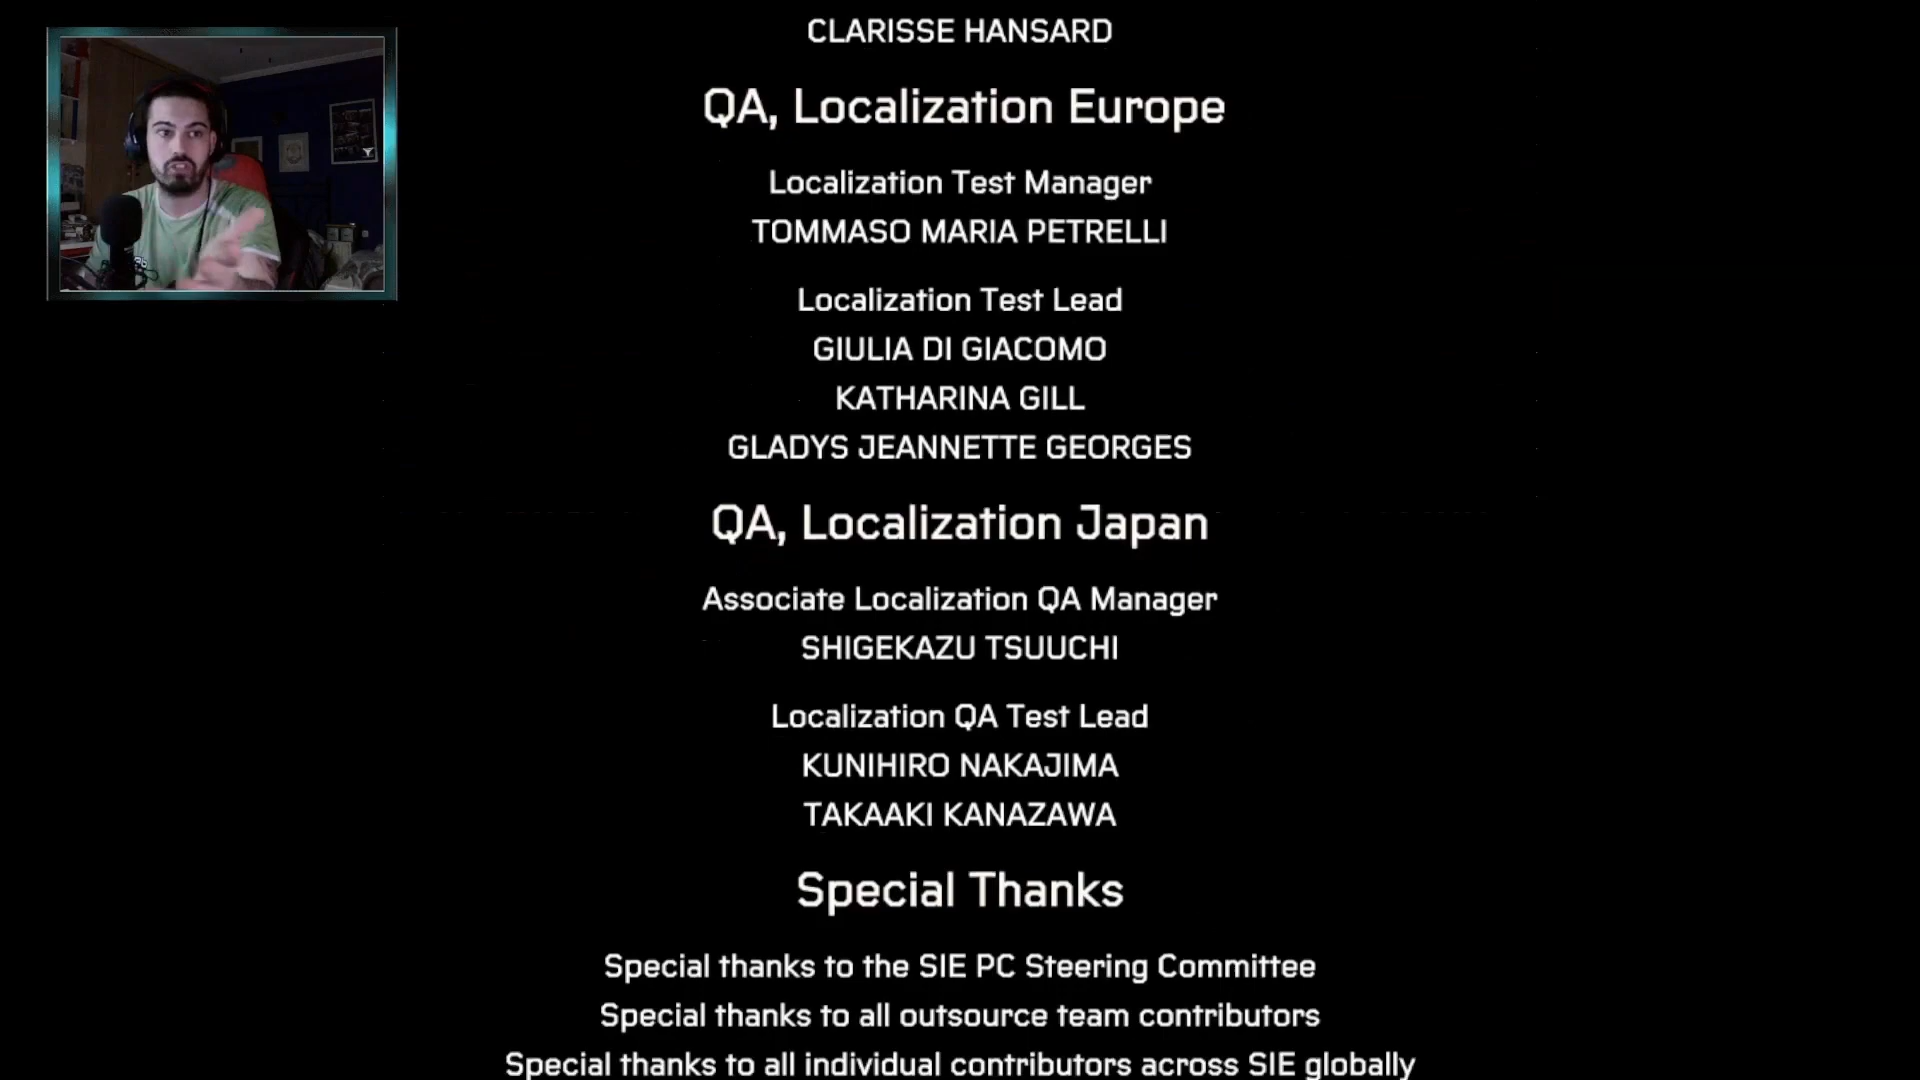 CLARISSE HANSARD
QA, Localization Europe
Localization Test Manager
TOMMASO MARIA PETRELLI
Localization Test Lead
GIULIA DI GIACOMO
KATHARINA GILL
GLADYS JEANNETTE GEORGES
QA, Localization Japan
Associate Localization QA Manager
SHIGEKAZU TSUUCHI
Localization QA Test Lead
KUNIHIRO NAKAJIMA
TAKAAKI KANAZAWA
Special Thanks
Special thanks to the SIE PC Steering Committee
Special thanks to all outsource team contributors
Special thanks to all individual contributors across SIE globally